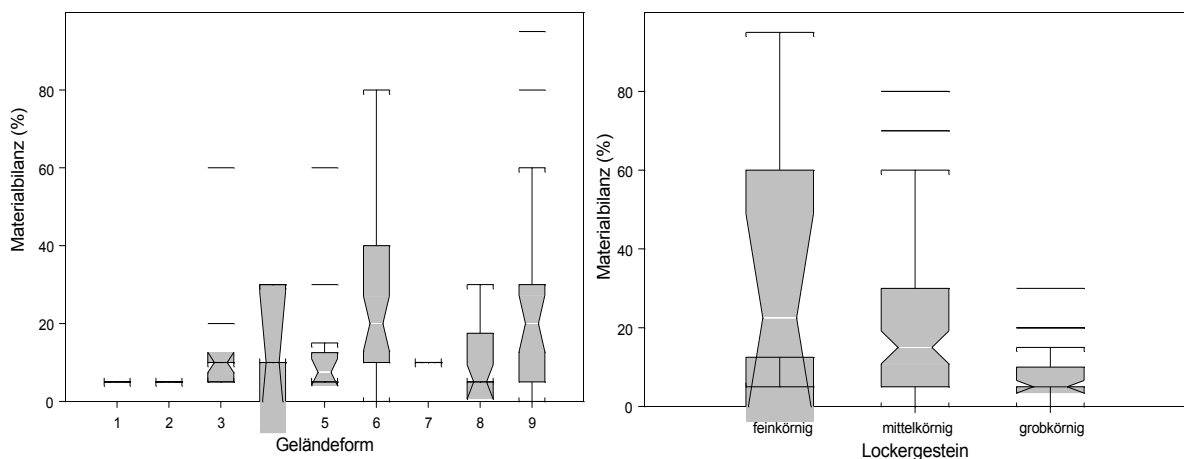 Materialbilanz (%)
80
60
40
20
0
1 2 3 5 6 7 8 9
Geländeform
Materialbilanz (%)
80
60
40
20
0
feinkörnig mittelkörnig grobkörnig
Lockergestein